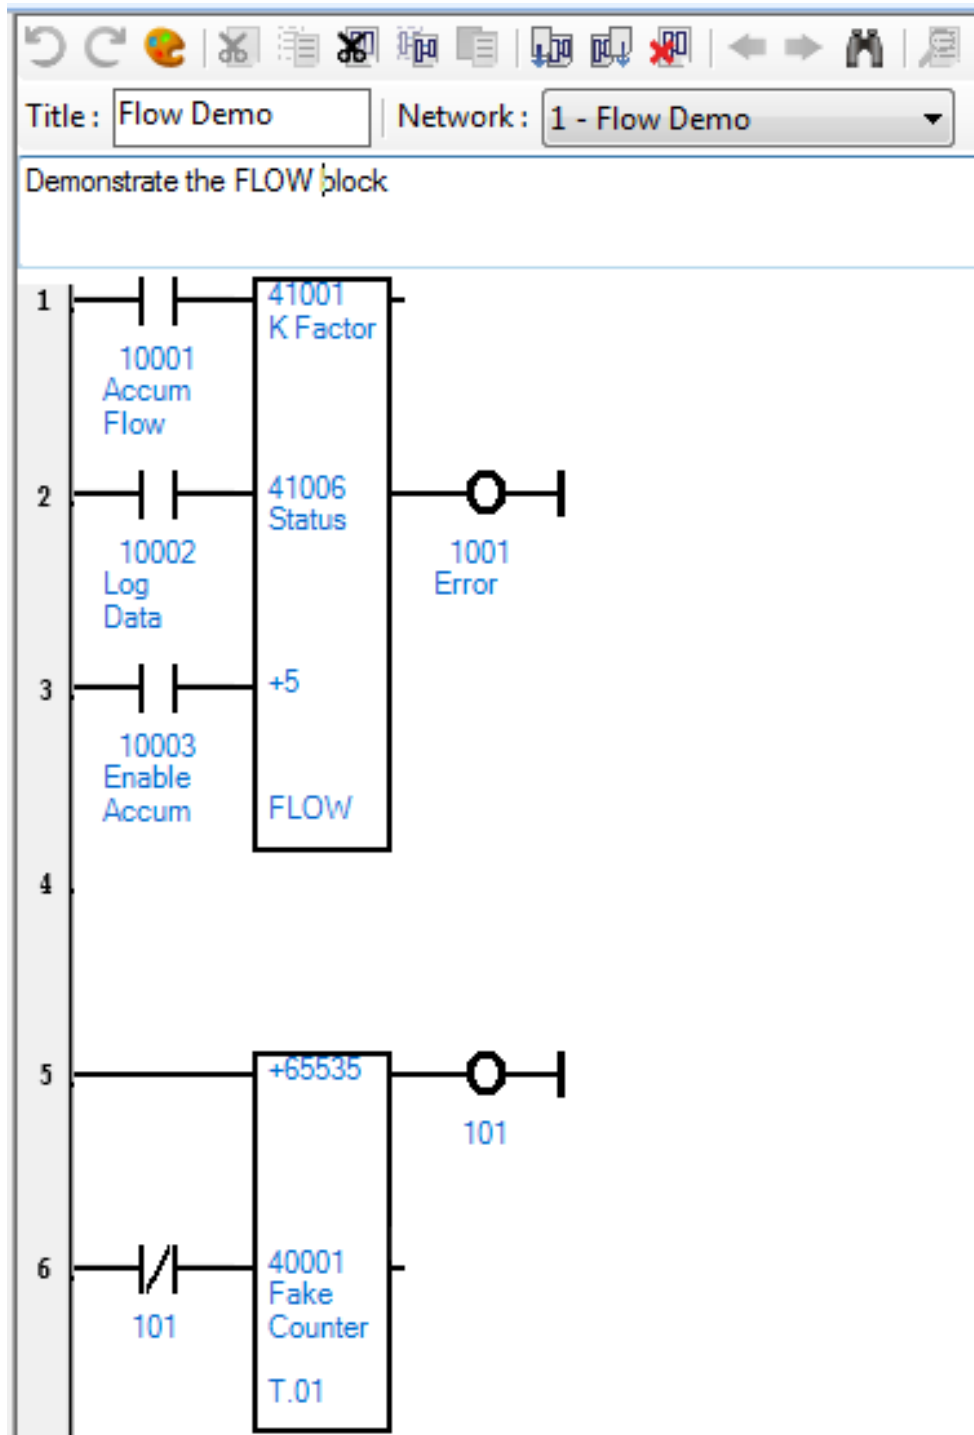 Title : Flow Demo Network : 1 - Flow Demo
Demonstrate the FLOW block
1
41001
K Factor
10001
Accum
Flow
2
41006
Status
10002
Log
Data
1001
Error
3
+5
10003
Enable
Accum
FLOW
4
5
+65535
101
6
40001
Fake
Counter
101
T.01